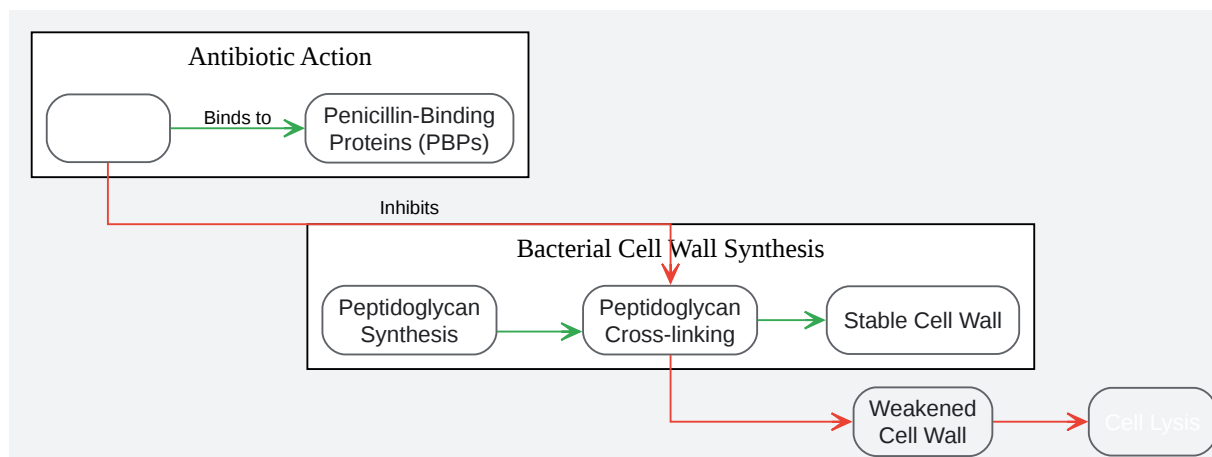 Antibiotic Action
Binds to
Penicillin-Binding
Proteins (PBPs)
Inhibits
Bacterial Cell Wall Synthesis
Peptidoglycan
Synthesis
Peptidoglycan
Cross-linking
Stable Cell Wall
Weakened
Cell Wall
Cell Lysis